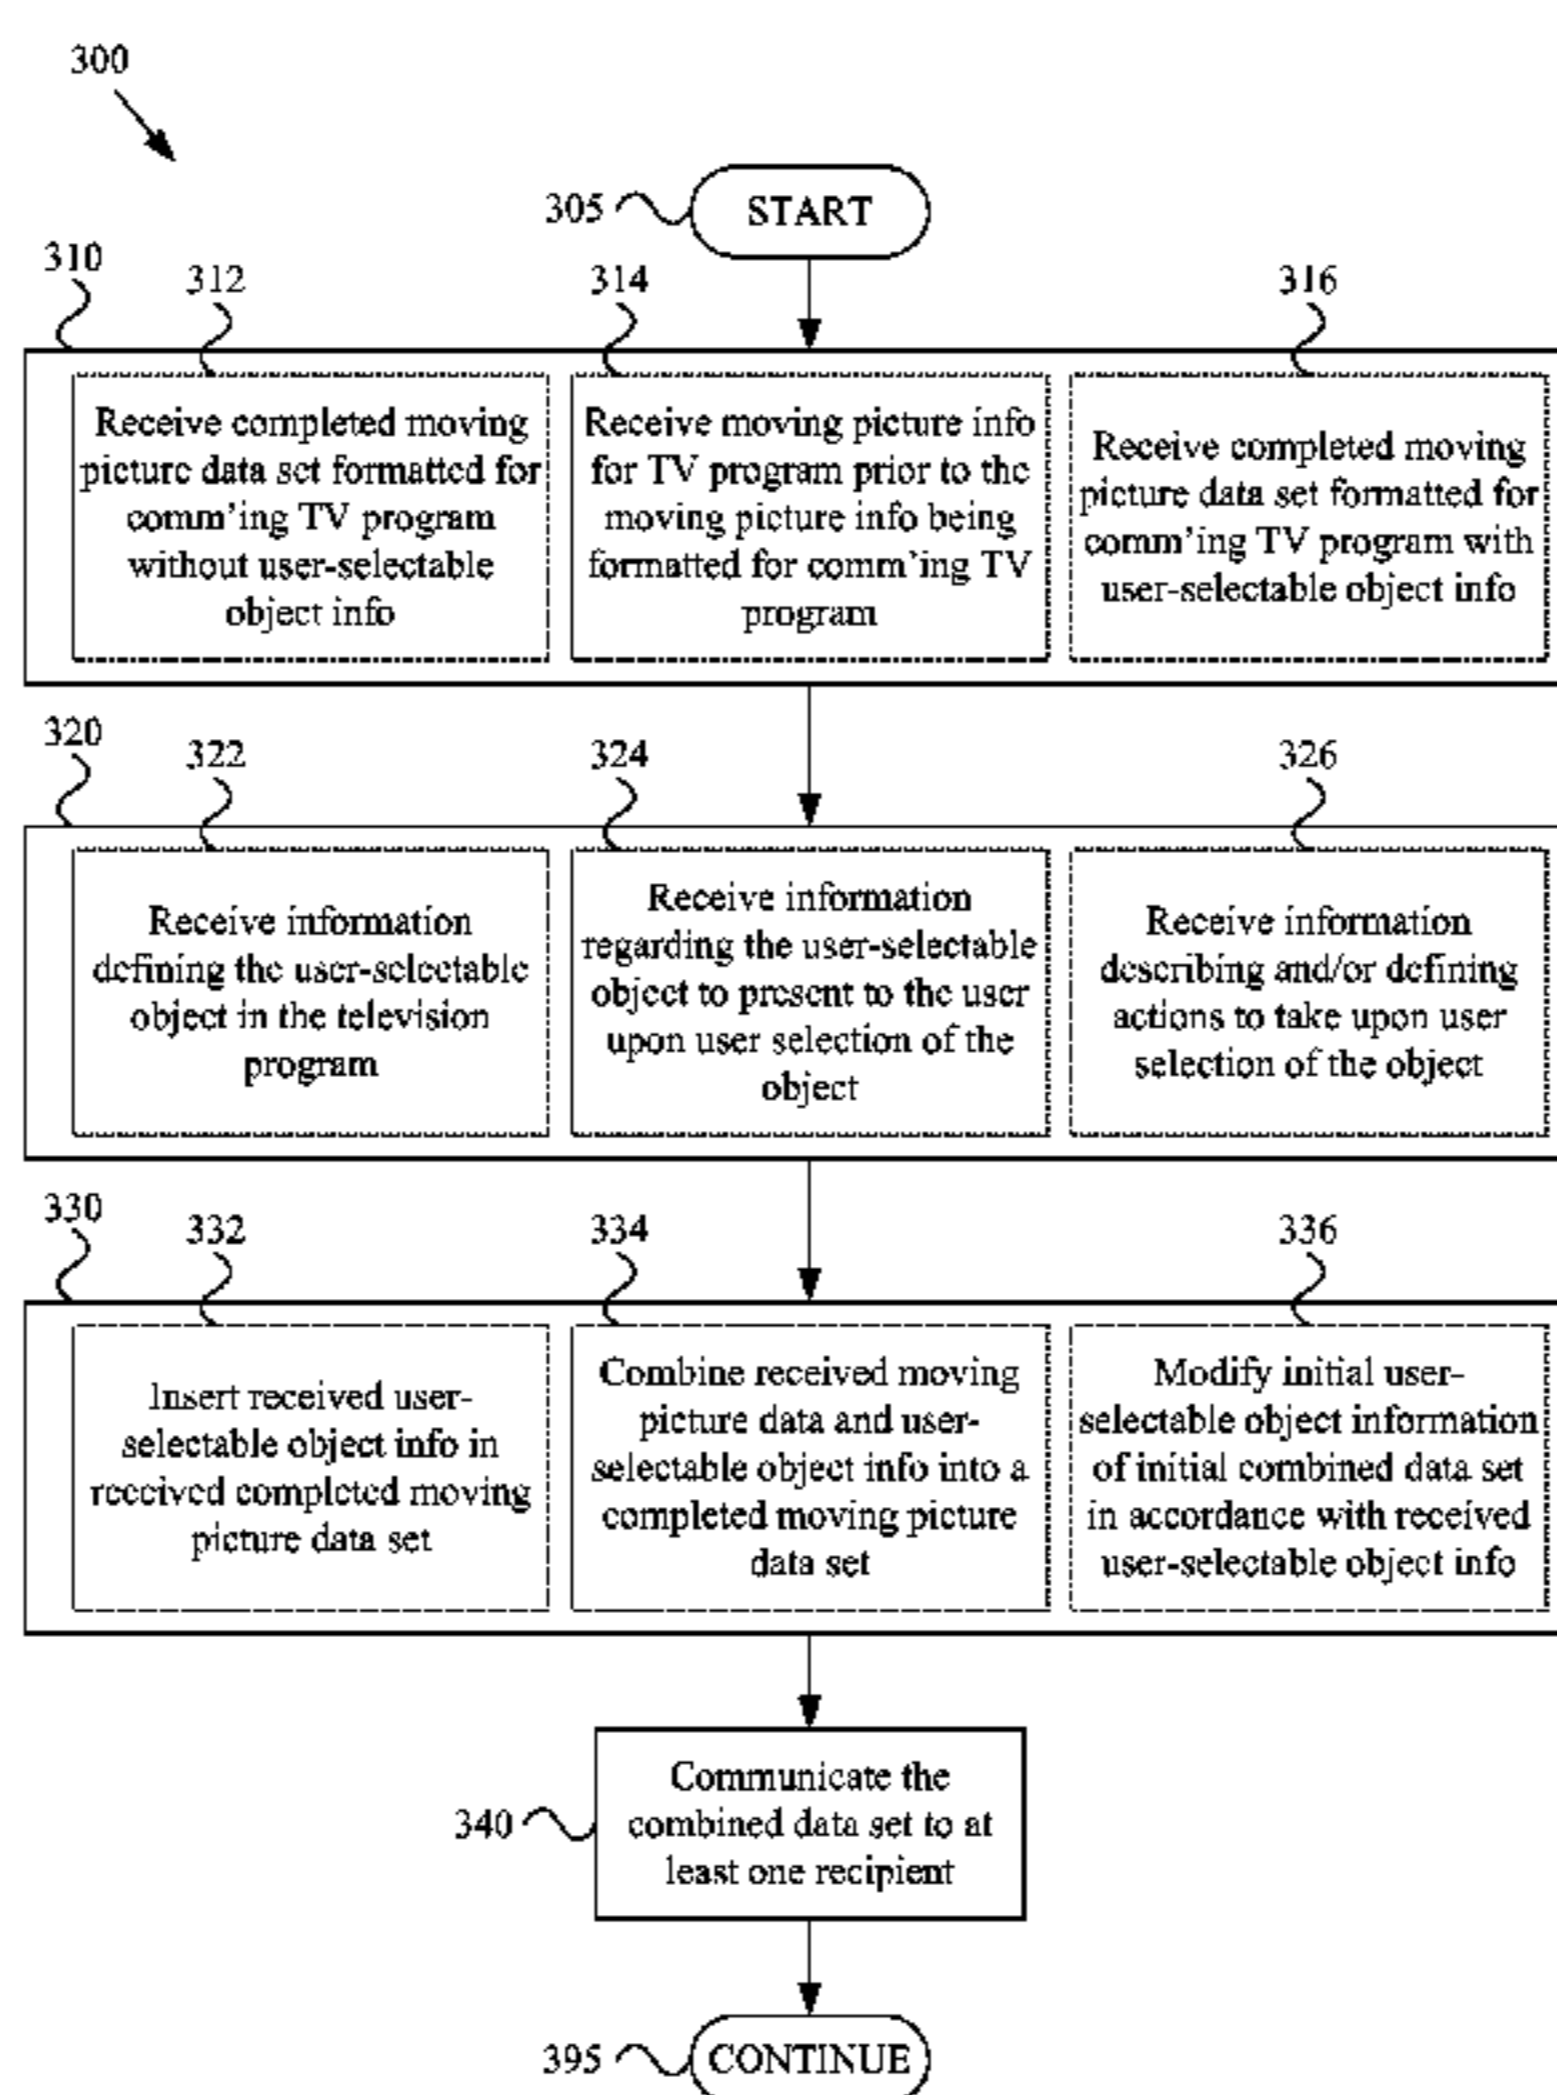 300
305
START
310
312
314
316
Receive completed moving
picture data set formatted for
comm'ing TV program
without user-selectable
object info
Receive moving picture info
for TV program prior to the
moving picture info being
formatted for comm'ing TV
program
Receive completed moving
picture data set formatted for
comm'ing TV program with
user-selectable object info
320
322
324
326
Receive information
defining the user-selectable
object in the television
program
Receive information
regarding the user-selectable
object to present to the user
upon user selection of the
object
Receive information
describing and/or defining
actions to take upon user
selection of the object
330
332
334
336
Insert received user-
selectable object info in
received completed moving
picture data set
Combine received moving
picture data and user-
selectable object info into a
completed moving picture
data set
Modify initial user-
selectable object information
of initial combined data set
in accordance with received
user-selectable object info
340
Communicate the
combined data set to at
least one recipient
395
CONTINUE